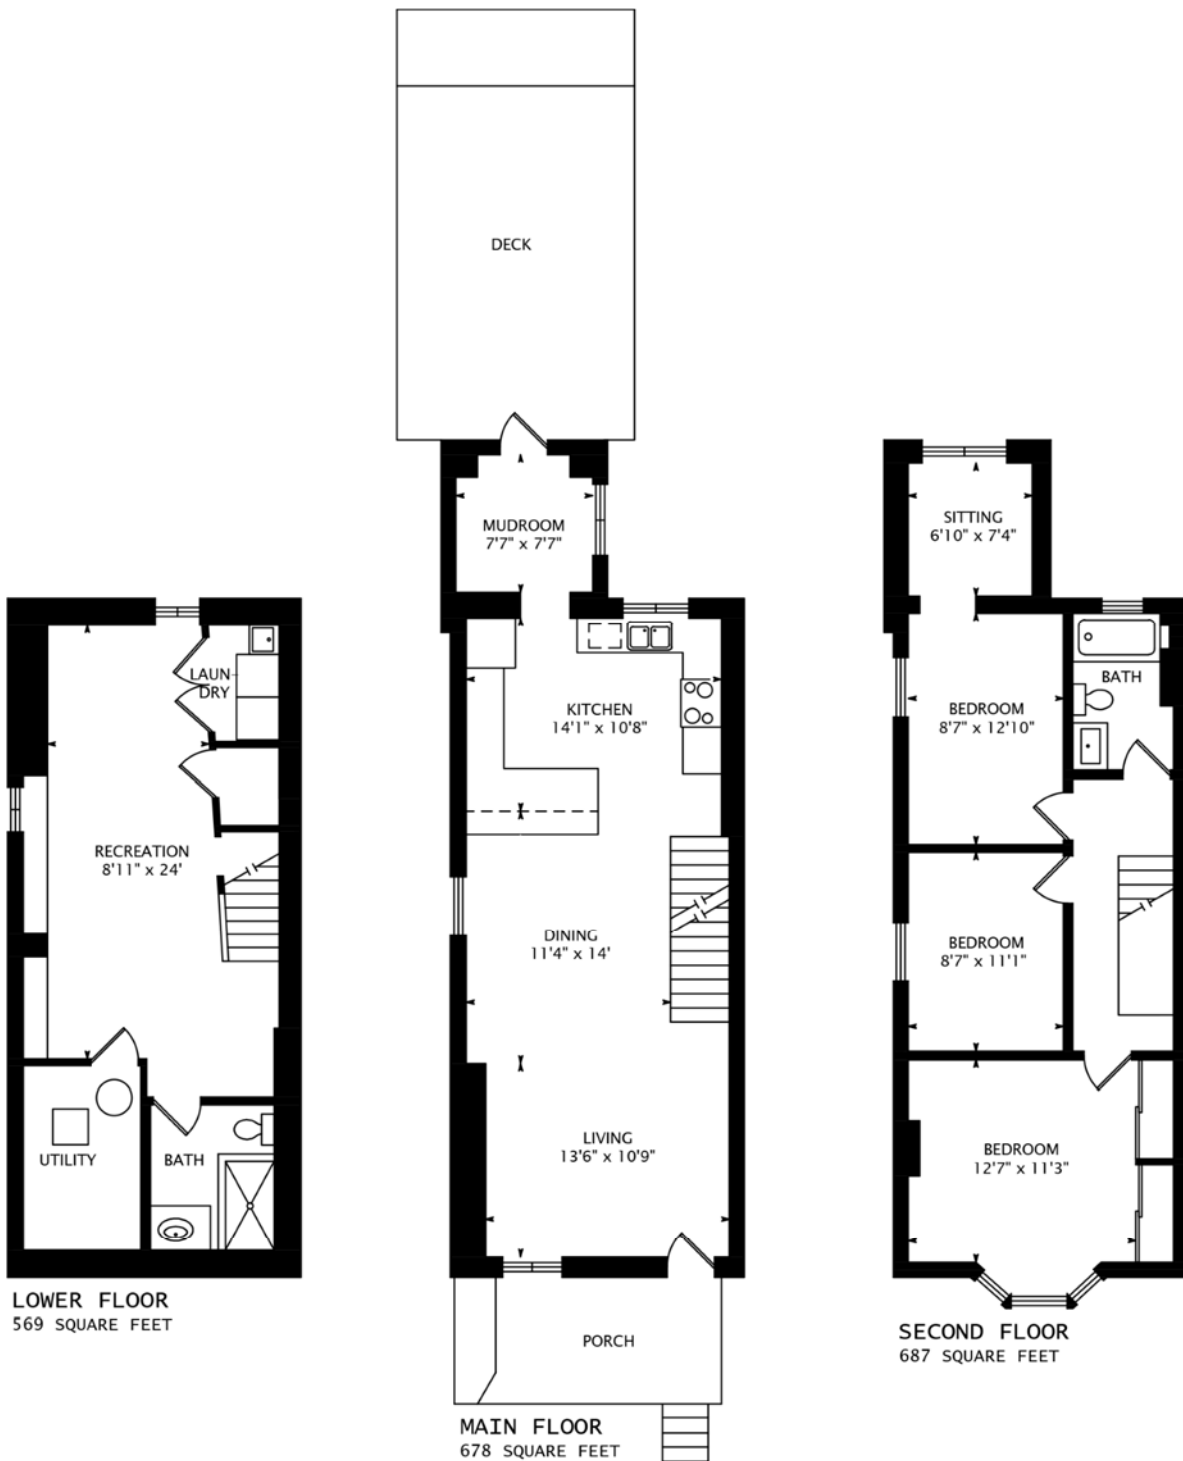 DECK
MUDROOM
7'7" x 7'7"
KITCHEN
14'1" x 10'8"
DINING
11'4" x 14'
LIVING
13'6" x 10'9"
PORCH
MAIN FLOOR
678 SQUARE FEET
LAUN-
DRY
RECREATION
8'11" x 24'
UTILITY
BATH
LOWER FLOOR
569 SQUARE FEET
SITTING
6'10" x 7'4"
BATH
BEDROOM
8'7" x 12'10"
BEDROOM
8'7" x 11'1"
BEDROOM
12'7" x 11'3"
SECOND FLOOR
687 SQUARE FEET